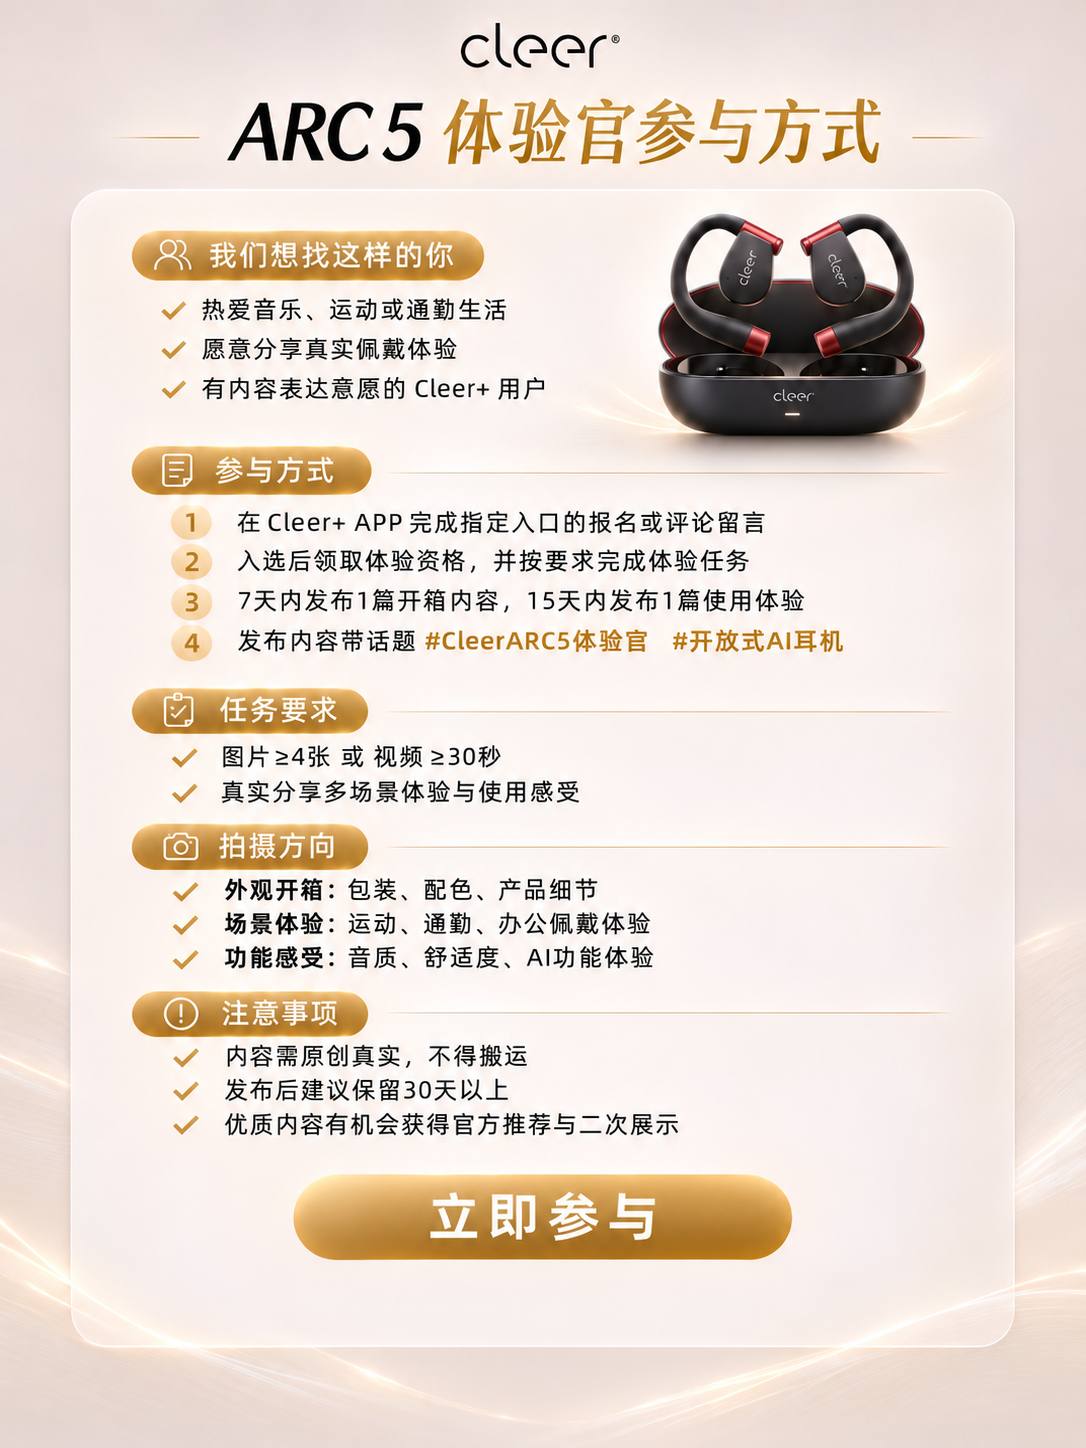 cleer®
ARC 5 体验官参与方式
我们想找这样的你
热爱音乐、运动或通勤生活
愿意分享真实佩戴体验
有内容表达意愿的 Cleer+ 用户
cleer
cleer
cleer
参与方式
1 在 Cleer+ APP 完成指定入口的报名或评论留言
2 入选后领取体验资格，并按要求完成体验任务
3 7天内发布1篇开箱内容，15天内发布1篇使用体验
4 发布内容带话题 #CleerARC5体验官 #开放式AI耳机
任务要求
图片≥4张 或 视频 ≥30秒
真实分享多场景体验与使用感受
拍摄方向
外观开箱：包装、配色、产品细节
场景体验：运动、通勤、办公佩戴体验
功能感受：音质、舒适度、AI功能体验
注意事项
内容需原创真实，不得搬运
发布后建议保留30天以上
优质内容有机会获得官方推荐与二次展示
立即参与